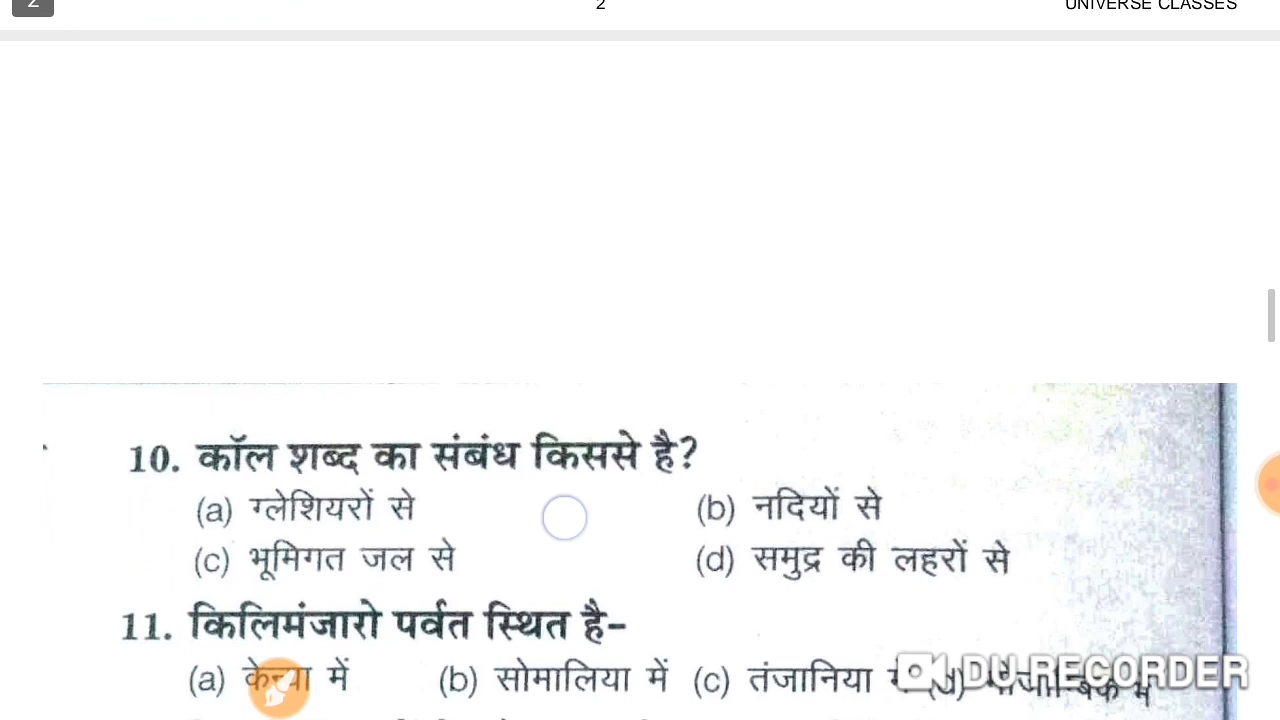 2
2
UNIVERSE CLASSES
10. कॉल शब्द का संबंध किससे है?
(a) ग्लेशियरों से (b) नदियों से
(c) भूमिगत जल से (d) समुद्र की लहरों से
11. किलिमंजारो पर्वत स्थित है-
(a) केन्या में (b) सोमालिया में (c) तंजानिया (d) में
DU RECORDER